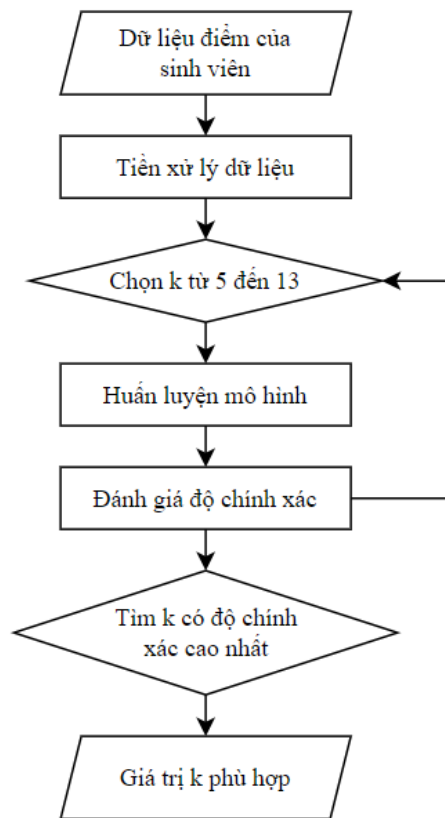 Dữ liệu điểm của
sinh viên
Tiền xử lý dữ liệu
Chọn k từ 5 đến 13
Huấn luyện mô hình
Đánh giá độ chính xác
Tìm k có độ chính
xác cao nhất
Giá trị k phù hợp